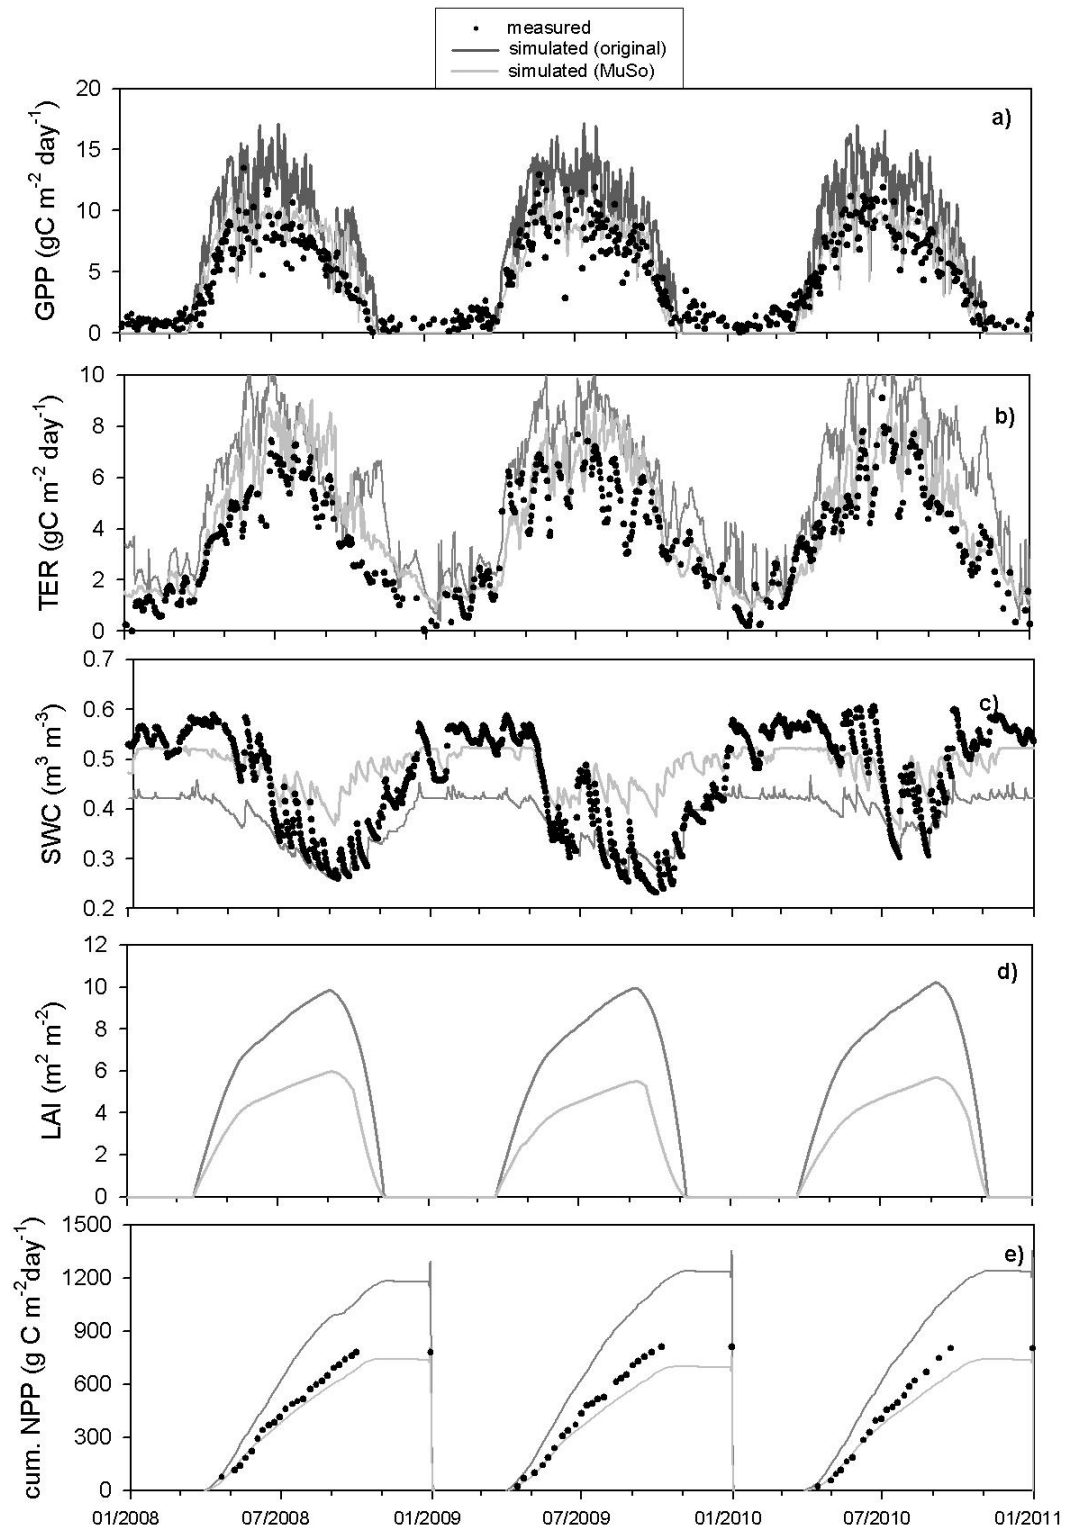 measured
simulated (original)
simulated (MuSo)
a)
GPP (gC m⁻² day⁻¹)
20
15
10
5
0
b)
TER (gC m⁻² day⁻¹)
10
8
6
4
2
0
c)
SWC (m³ m⁻³)
0.7
0.6
0.5
0.4
0.3
0.2
d)
LAI (m² m⁻²)
12
10
8
6
4
2
0
e)
cum. NPP (g C m⁻²day⁻¹)
1500
1200
900
600
300
0
01/2008 07/2008 01/2009 07/2009 01/2010 07/2010 01/2011